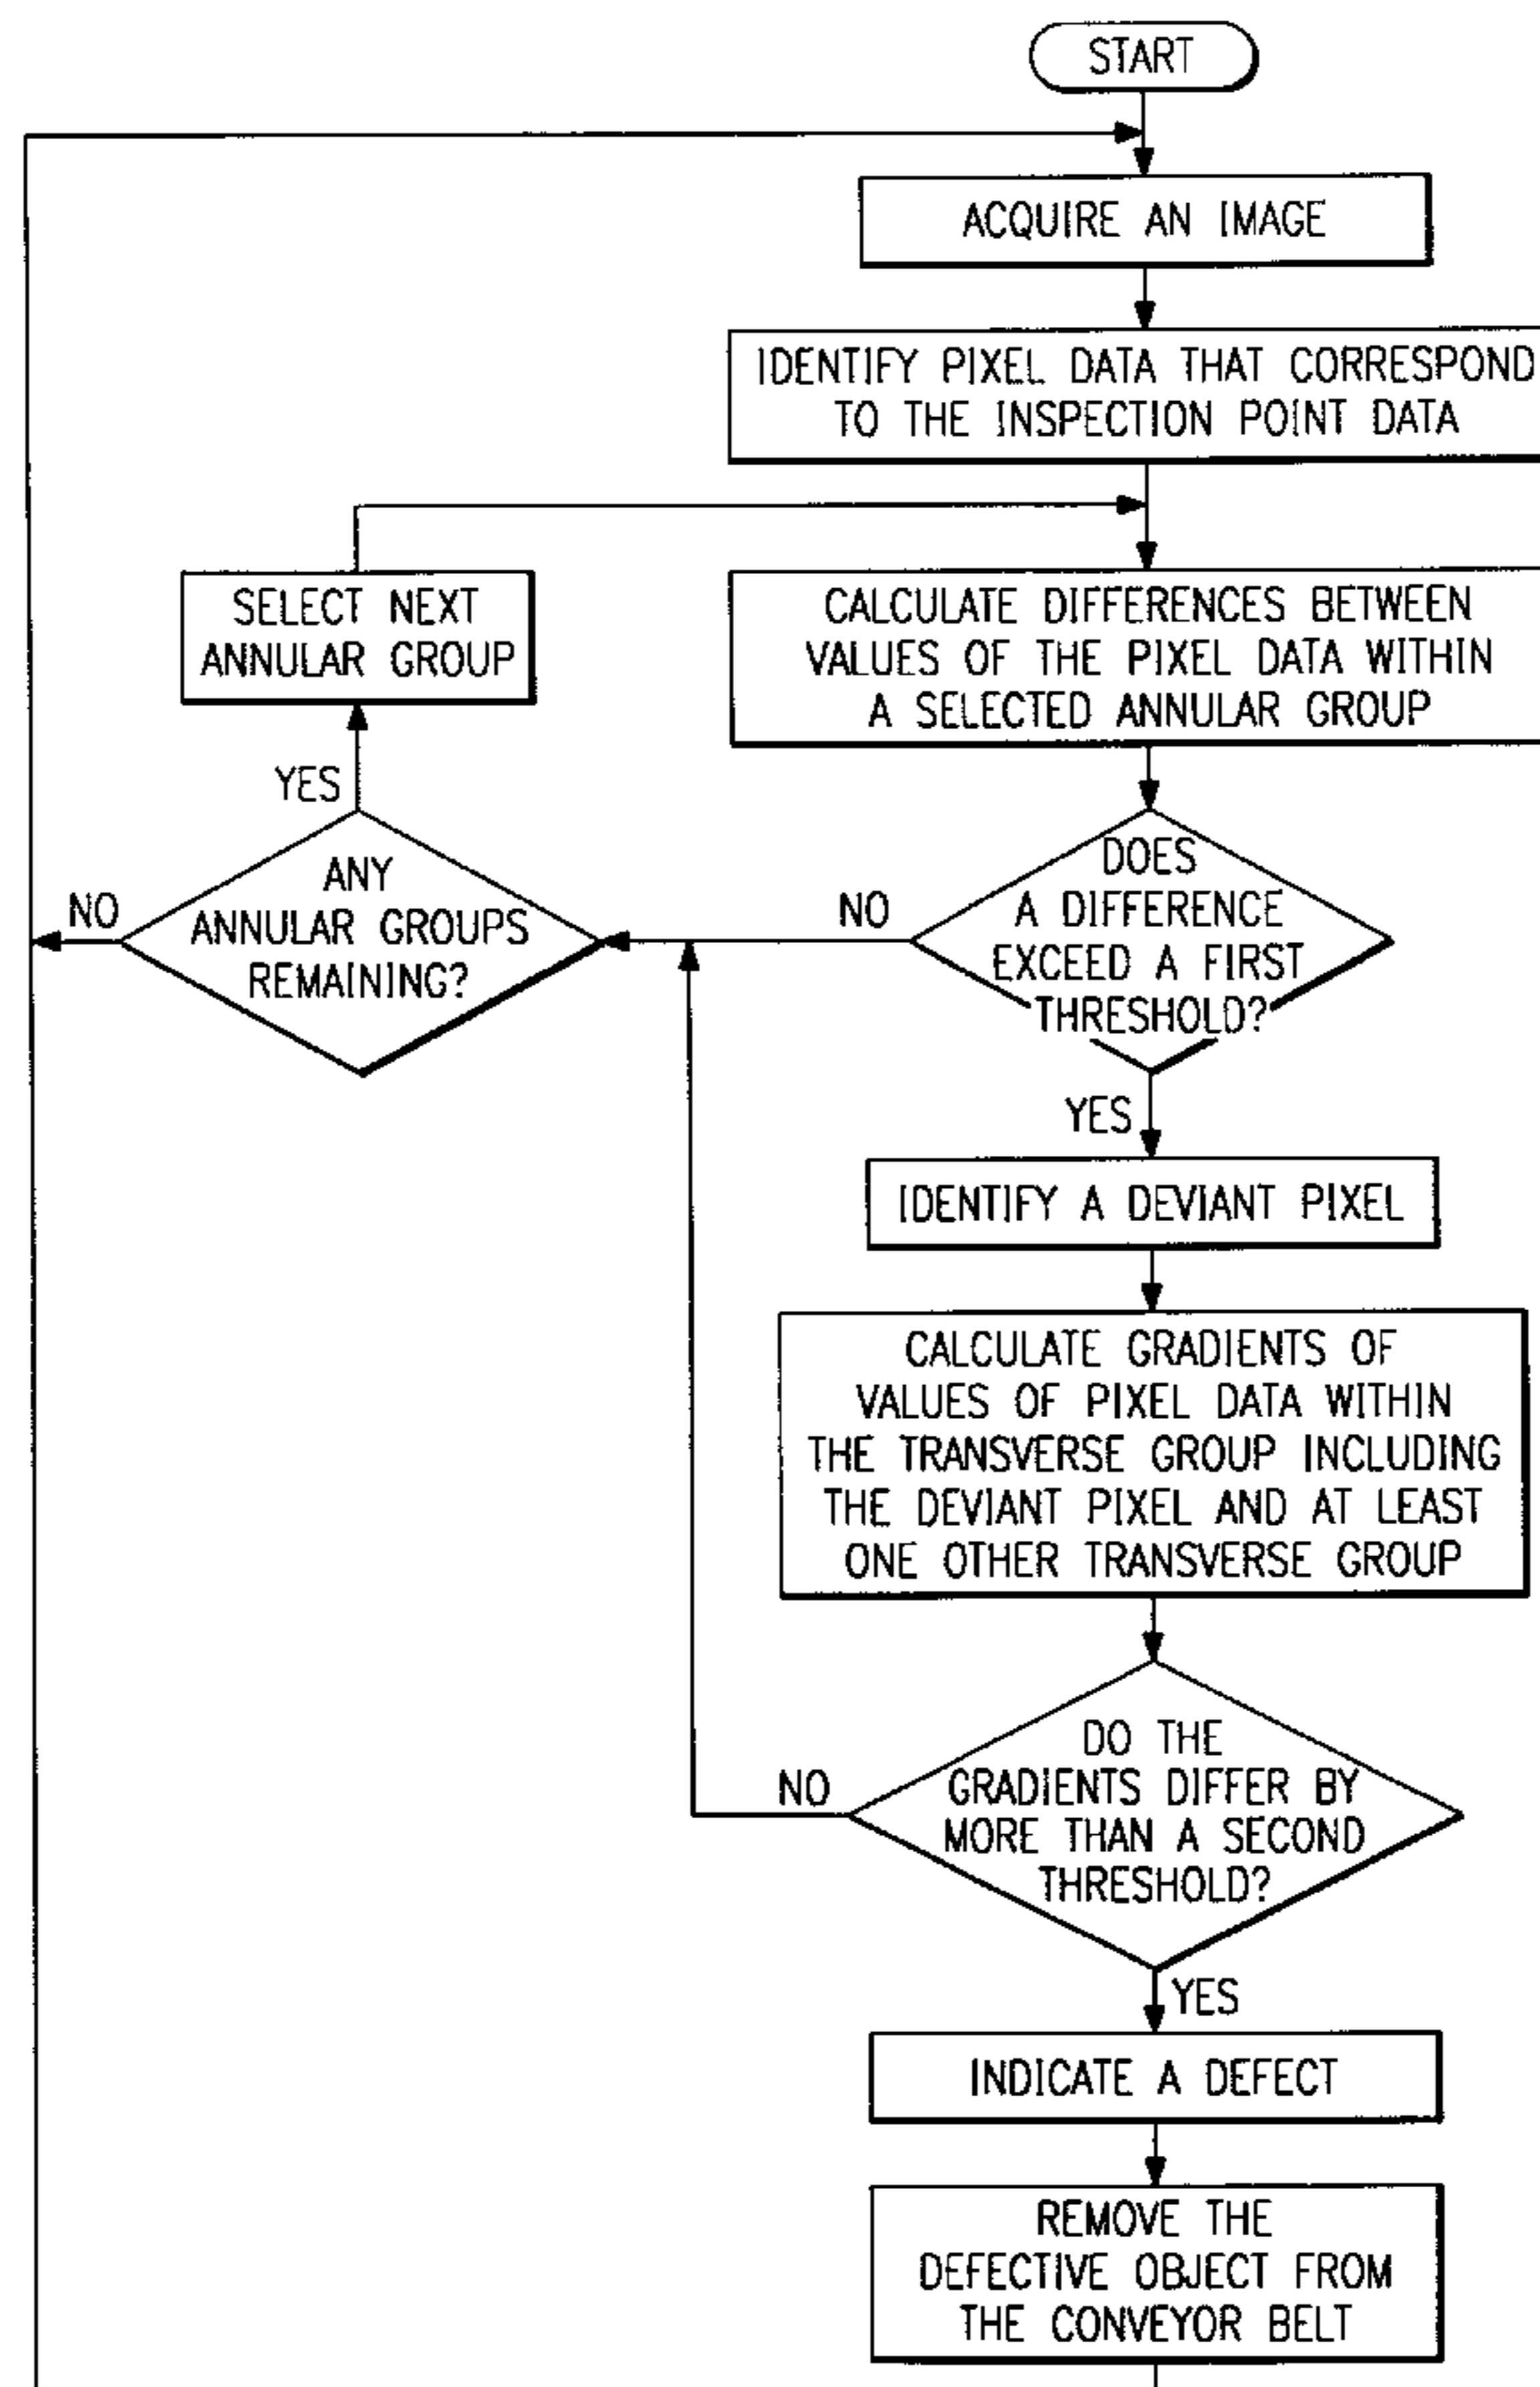 START
ACQUIRE AN IMAGE
IDENTIFY PIXEL DATA THAT CORRESPOND
TO THE INSPECTION POINT DATA
SELECT NEXT
ANNULAR GROUP
CALCULATE DIFFERENCES BETWEEN
VALUES OF THE PIXEL DATA WITHIN
A SELECTED ANNULAR GROUP
YES
NO
ANY
ANNULAR GROUPS
REMAINING?
NO
DOES
A DIFFERENCE
EXCEED A FIRST
THRESHOLD?
YES
IDENTIFY A DEVIANT PIXEL
CALCULATE GRADIENTS OF
VALUES OF PIXEL DATA WITHIN
THE TRANSVERSE GROUP INCLUDING
THE DEVIANT PIXEL AND AT LEAST
ONE OTHER TRANSVERSE GROUP
NO
DO THE
GRADIENTS DIFFER BY
MORE THAN A SECOND
THRESHOLD?
YES
INDICATE A DEFECT
REMOVE THE
DEFECTIVE OBJECT FROM
THE CONVEYOR BELT